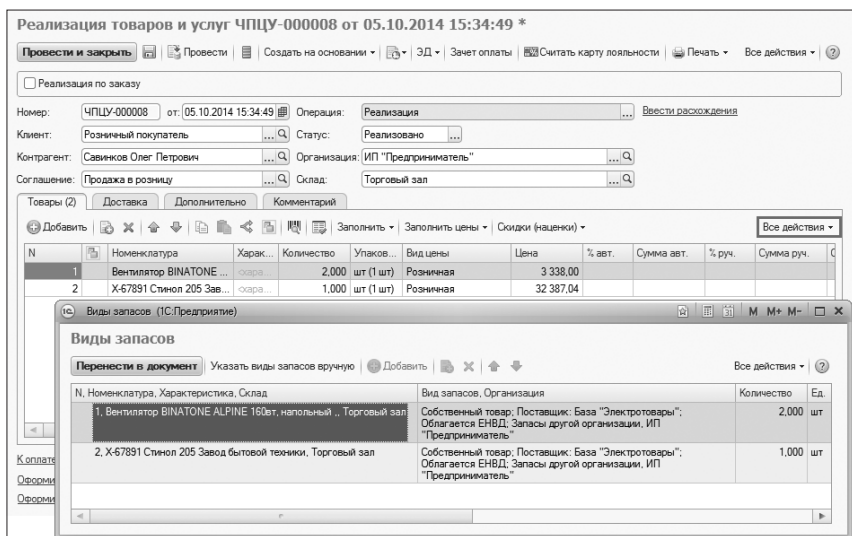 Реализация товаров и услуг ЧПЦУ-000008 от 05.10.2014 15:34:49 *
Провести и закрыть Провести Создать на основании ЭД Зачет оплаты Считать карту лояльности Печать Все действия
Реализация по заказу
Номер: ЧПЦУ-000008 от: 05.10.2014 15:34:49 Операция: Реализация ... Ввести расхождения
Клиент: Розничный покупатель ... Статус: Реализовано ...
Контрагент: Савинков Олег Петрович ... Организация: ИП "Предприниматель" ...
Соглашение: Продажа в розницу ... Склад: Торговый зал ...
Товары (2) Доставка Дополнительно Комментарий
Добавить Заполнить Заполнить цены Скидки (наценки) Все действия
N Номенклатура Харак... Количество Упаков... Вид цены Цена % авт. Сумма авт. % руч. Сумма руч.
1 Вентилятор BINATONE ... <хара... 2,000 шт (1 шт) Розничная 3 338,00
2 X-67891 Стинол 205 Зав... <хара... 1,000 шт (1 шт) Розничная 32 387,04
Виды запасов (1С:Предприятие) M M+ M-
Виды запасов
Перенести в документ Указать виды запасов вручную Добавить Все действия
N, Номенклатура, Характеристика, Склад Вид запасов, Организация Количество Ед.
1, Вентилятор BINATONE ALPINE 160вт, напольный ,, Торговый зал Собственный товар; Поставщик: База "Электротовары"; 2,000 шт
Облагается ЕНВД; Запасы другой организации, ИП
"Предприниматель"
2, X-67891 Стинол 205 Завод бытовой техники, Торговый зал Собственный товар; Поставщик: База "Электротовары"; 1,000 шт
Облагается ЕНВД; Запасы другой организации, ИП
"Предприниматель"
К оплате
Оформи
Оформи